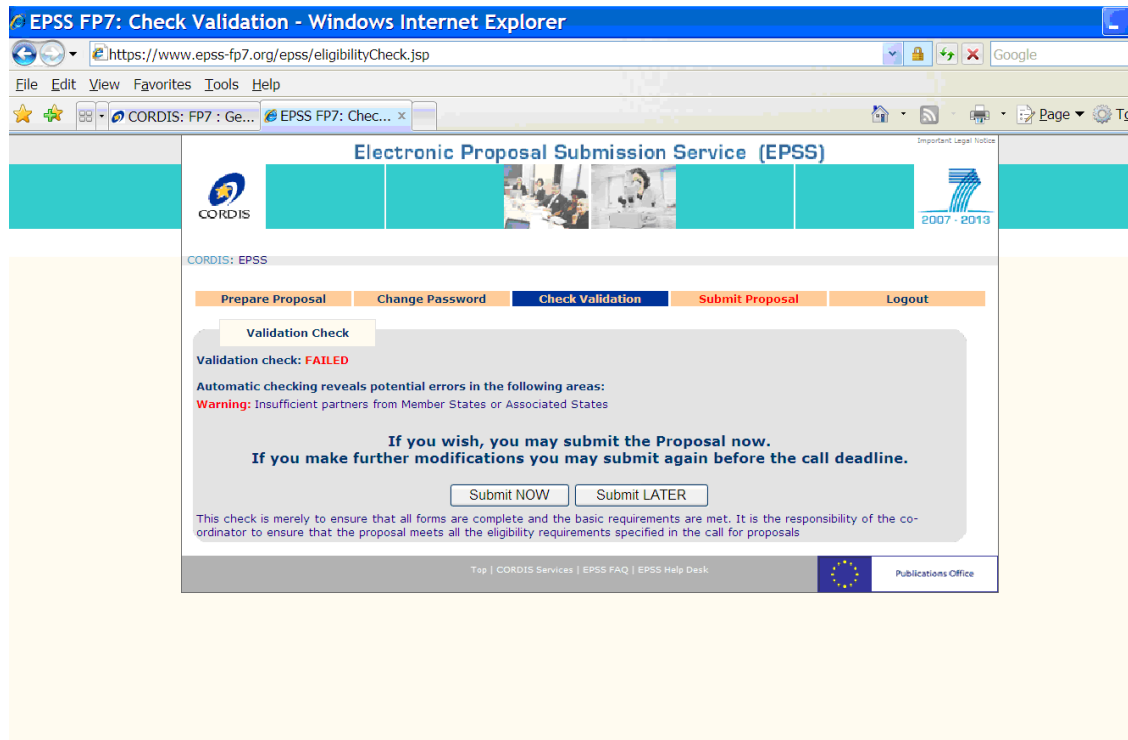 EPSS FP7: Check Validation - Windows Internet Explorer
https://www.epss-fp7.org/epss/eligibilityCheck.jsp
Google
File Edit View Favorites Tools Help
CORDIS: FP7 : Ge... EPSS FP7: Chec... x
Page
Important Legal Notice
Electronic Proposal Submission Service (EPSS)
CORDIS
2007 - 2013
CORDIS: EPSS
Prepare Proposal Change Password Check Validation Submit Proposal Logout
Validation Check
Validation check: FAILED
Automatic checking reveals potential errors in the following areas:
Warning: Insufficient partners from Member States or Associated States
If you wish, you may submit the Proposal now.
If you make further modifications you may submit again before the call deadline.
Submit NOW Submit LATER
This check is merely to ensure that all forms are complete and the basic requirements are met. It is the responsibility of the co-
ordinator to ensure that the proposal meets all the eligibility requirements specified in the call for proposals
Top | CORDIS Services | EPSS FAQ | EPSS Help Desk
Publications Office